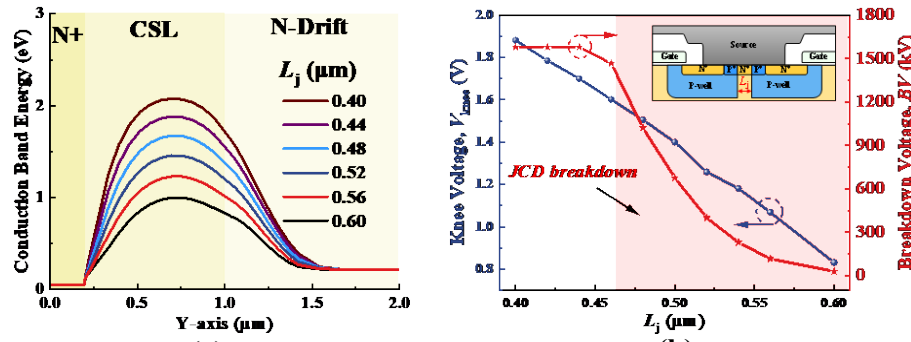 N+
CSL
N-Drift
L_j (μm)
0.40
0.44
0.48
0.52
0.56
0.60
3
2
1
0
Conduction Band Energy (eV)
0.0
0.5
1.0
1.5
2.0
Y-axis (μm)
2.0
1.8
1.6
1.4
1.2
1.0
0.8
Knee Voltage, V_knee (V)
JCD breakdown
Gate
Source
Gate
N+ P+ N+ P+ N+
L_j
P-well
P-well
1800
1500
1200
900
600
300
0
Breakdown Voltage, BV (kV)
0.40
0.45
0.50
0.55
0.60
L_j (μm)